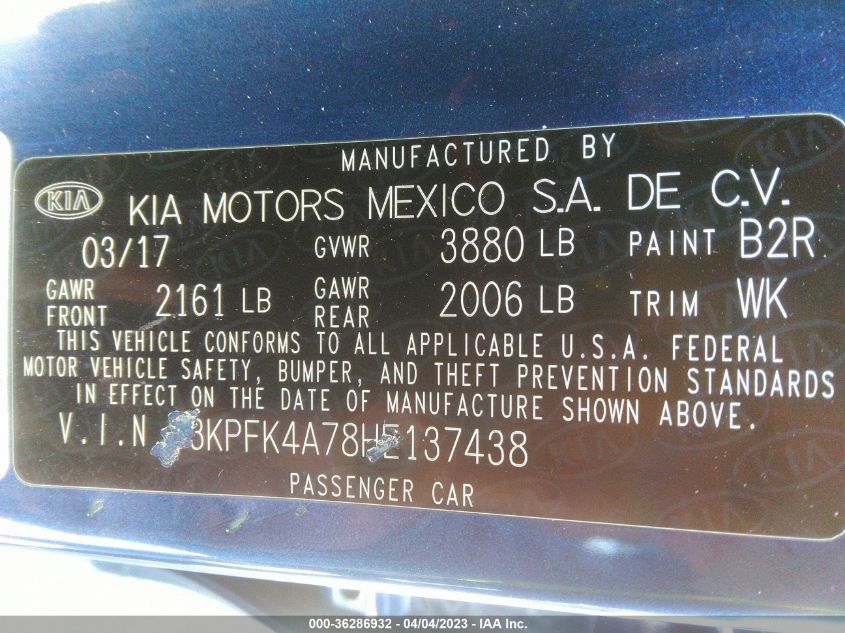 MANUFACTURED BY
KIA KIA MOTORS MEXICO S.A. DE C.V.
03/17 GVWR 3880 LB PAINT B2R
GAWR FRONT 2161 LB GAWR REAR 2006 LB TRIM WK
THIS VEHICLE CONFORMS TO ALL APPLICABLE U.S.A. FEDERAL
MOTOR VEHICLE SAFETY, BUMPER, AND THEFT PREVENTION STANDARDS
IN EFFECT ON THE DATE OF MANUFACTURE SHOWN ABOVE.
V.I.N 3KPFK4A78HE137438
PASSENGER CAR
000-36286932 - 04/04/2023 - IAA Inc.